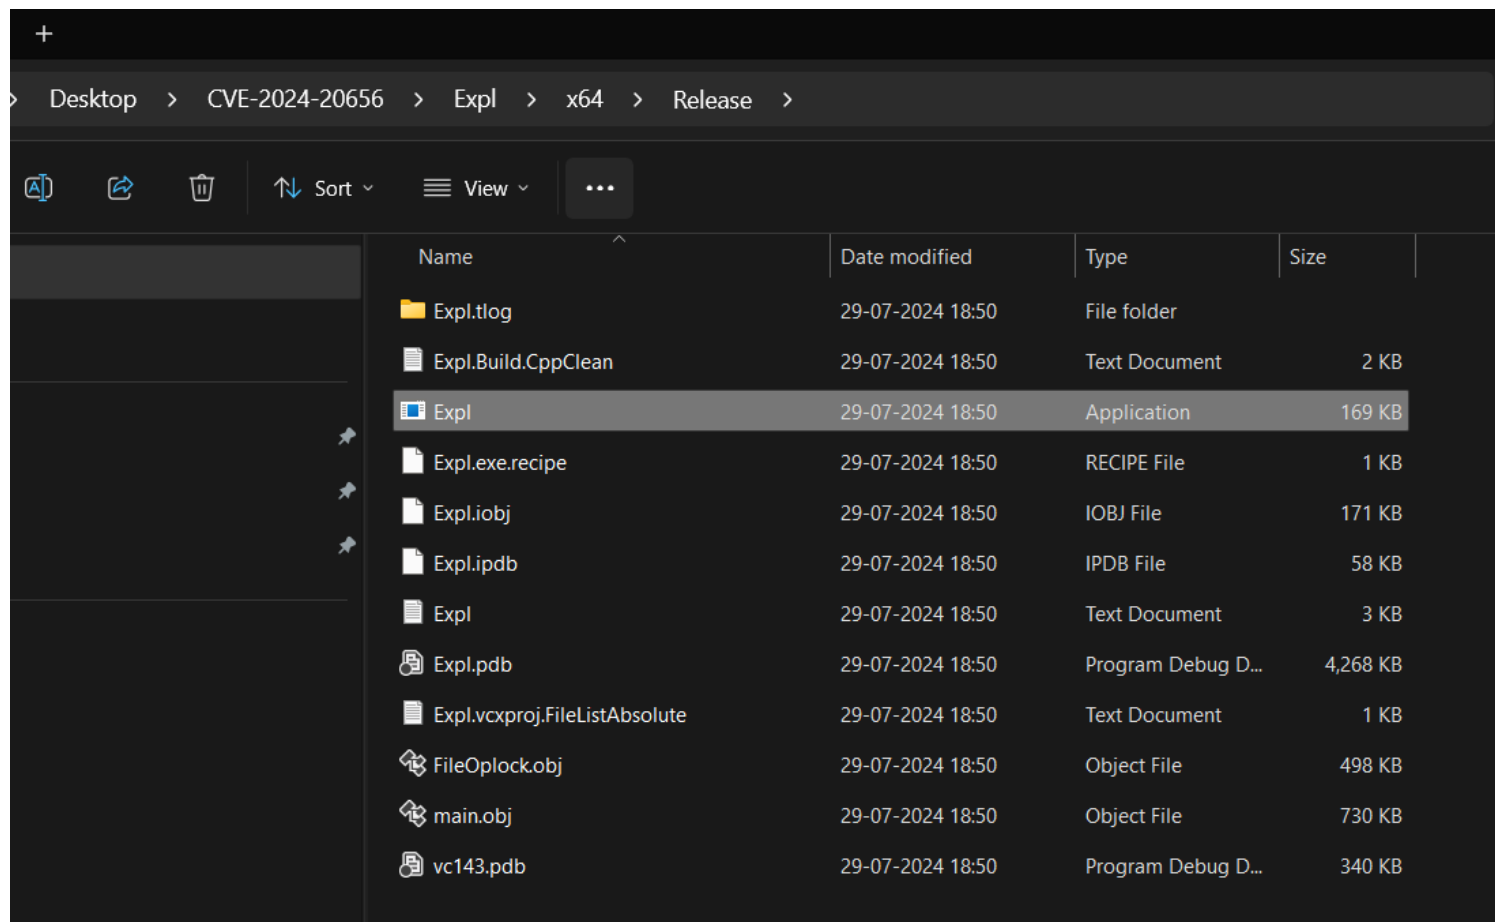 Desktop > CVE-2024-20656 > Expl > x64 > Release >
Sort View
Name Date modified Type Size
Expl.tlog 29-07-2024 18:50 File folder
Expl.Build.CppClean 29-07-2024 18:50 Text Document 2 KB
Expl 29-07-2024 18:50 Application 169 KB
Expl.exe.recipe 29-07-2024 18:50 RECIPE File 1 KB
Expl.iobj 29-07-2024 18:50 IOBJ File 171 KB
Expl.ipdb 29-07-2024 18:50 IPDB File 58 KB
Expl 29-07-2024 18:50 Text Document 3 KB
Expl.pdb 29-07-2024 18:50 Program Debug D... 4,268 KB
Expl.vcxproj.FileListAbsolute 29-07-2024 18:50 Text Document 1 KB
FileOplock.obj 29-07-2024 18:50 Object File 498 KB
main.obj 29-07-2024 18:50 Object File 730 KB
vc143.pdb 29-07-2024 18:50 Program Debug D... 340 KB